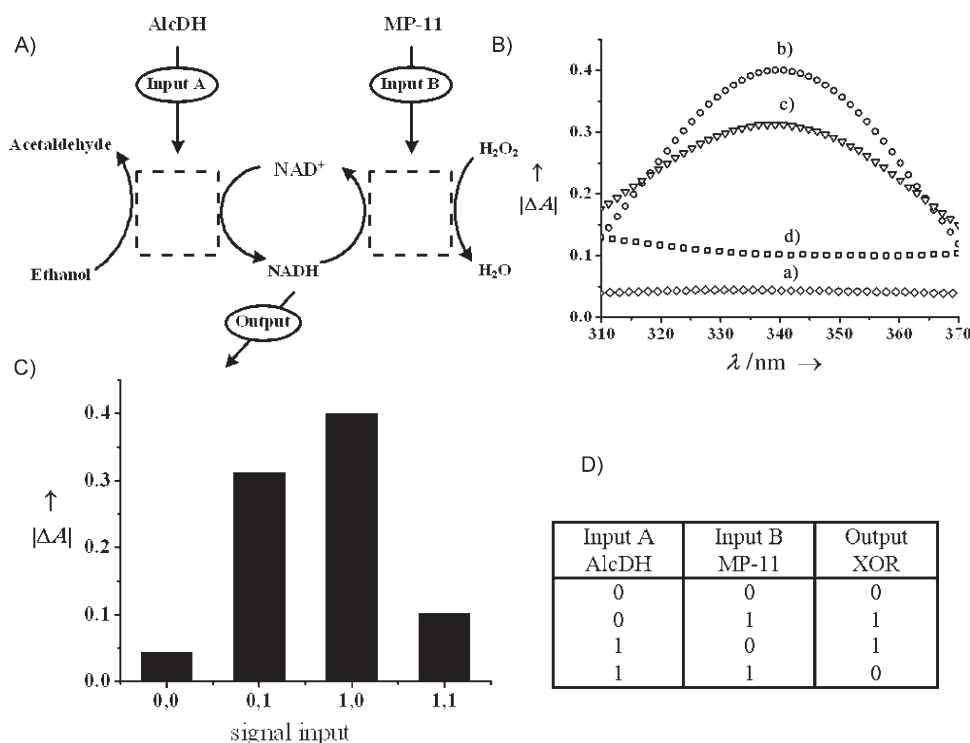 A)
AlcDH
MP-11
Input A
Input B
Acetaldehyde
NAD⁺
H₂O₂
Ethanol
NADH
H₂O
Output
B)
0.4
0.3
0.2
0.1
0.0
↑
|ΔA|
b)
c)
d)
a)
310 320 330 340 350 360 370
λ /nm →
C)
0.4
0.3
0.1
0.0
↑
|ΔA|
0,0 0,1 1,0 1,1
signal input
D)
Input A Input B Output
AlcDH MP-11 XOR
0 0 0
0 1 1
1 0 1
1 1 0